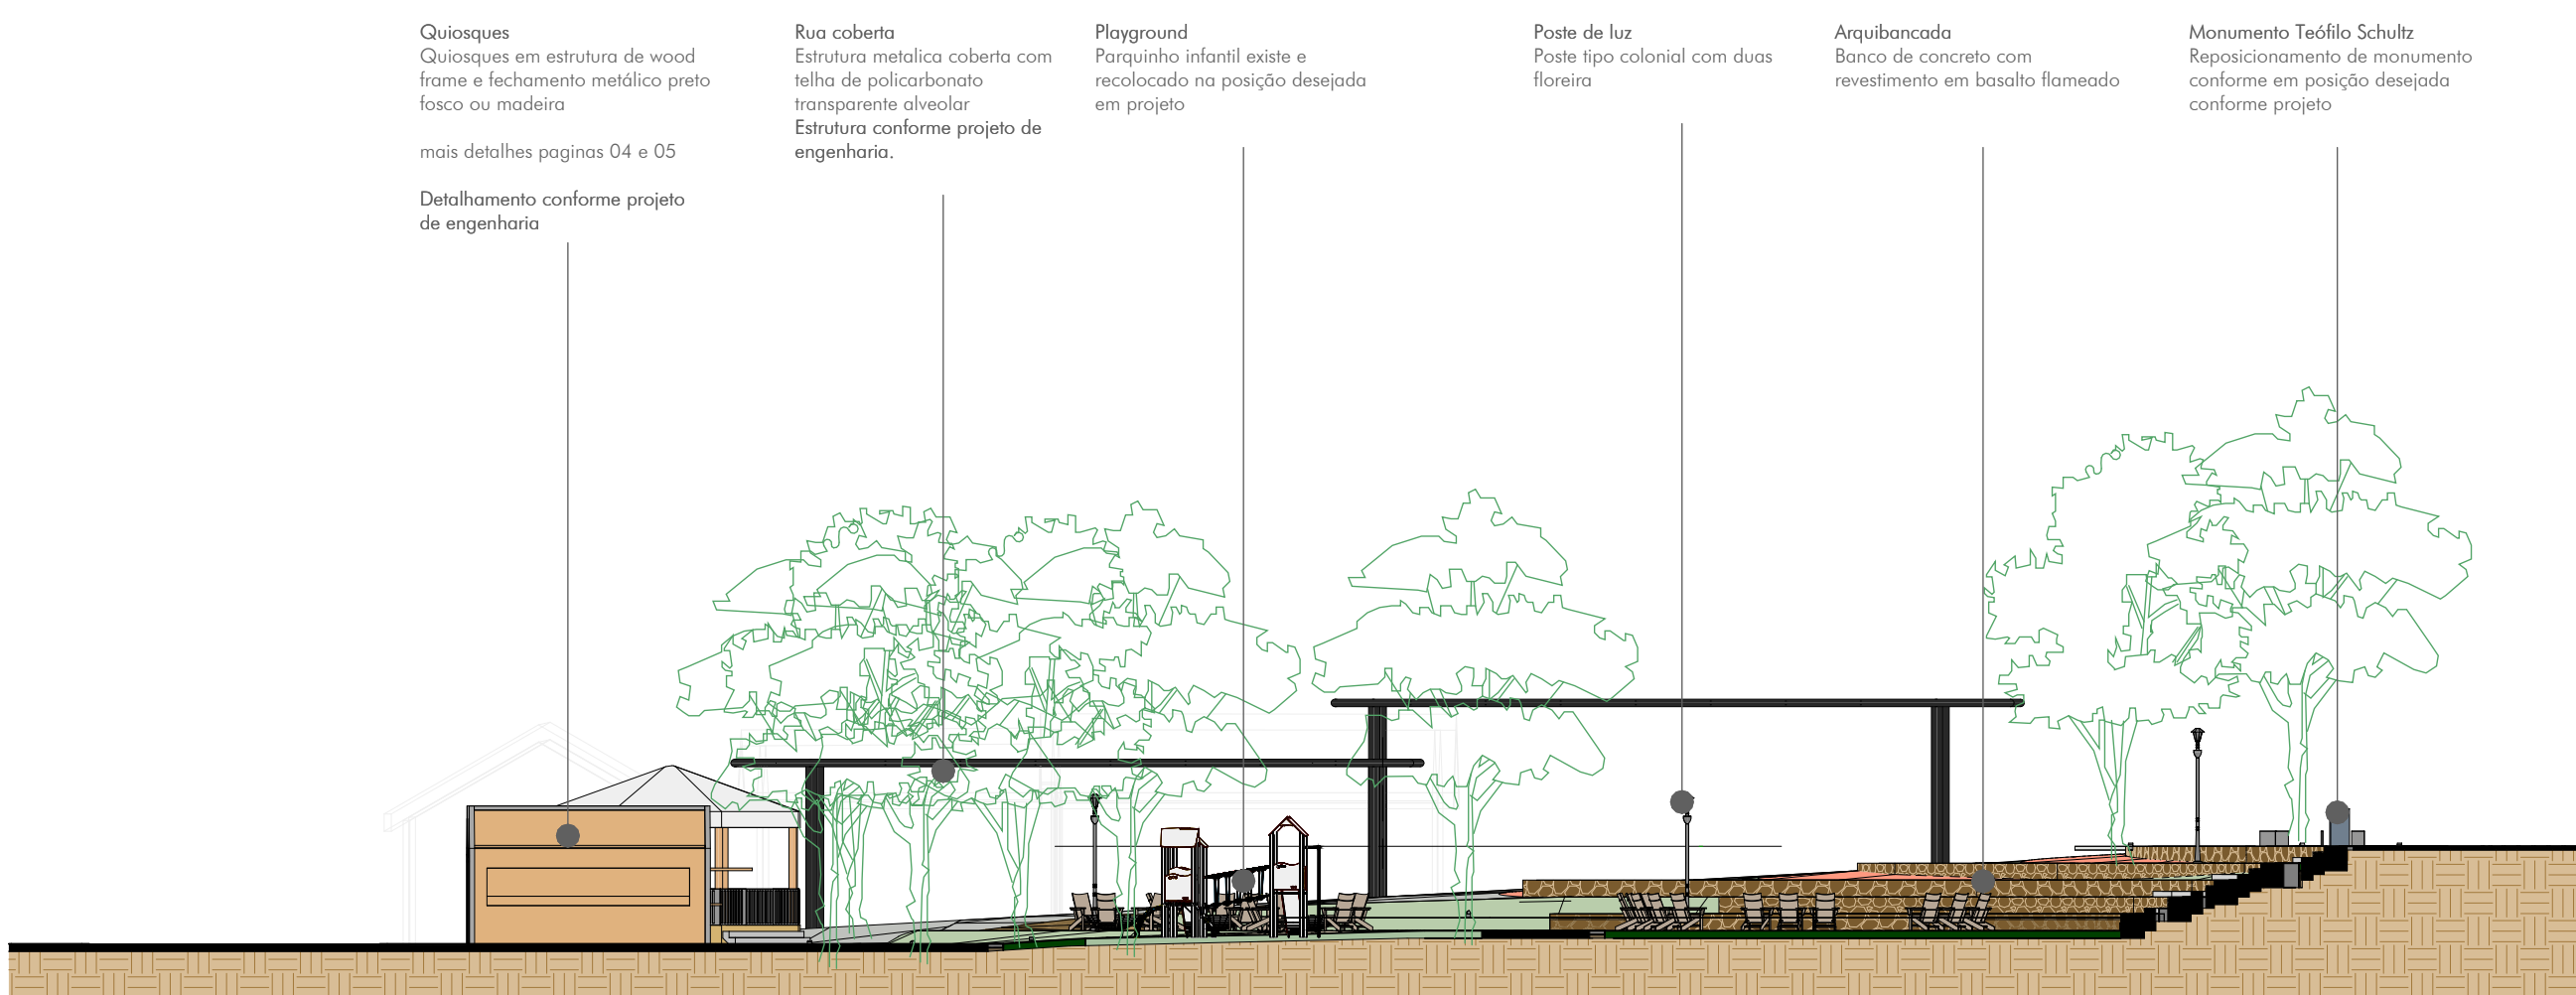 Quiosques
Quiosques em estrutura de wood
frame e fechamento metálico preto
fosco ou madeira
mais detalhes paginas 04 e 05
Detalhamento conforme projeto
de engenharia
Rua coberta
Estrutura metalica coberta com
telha de policarbonato
transparente alveolar
Estrutura conforme projeto de
engenharia.
Playground
Parquinho infantil existe e
recolocado na posição desejada
em projeto
Poste de luz
Poste tipo colonial com duas
floreira
Arquibancada
Banco de concreto com
revestimento em basalto flameado
Monumento Teófilo Schultz
Reposicionamento de monumento
conforme em posição desejada
conforme projeto